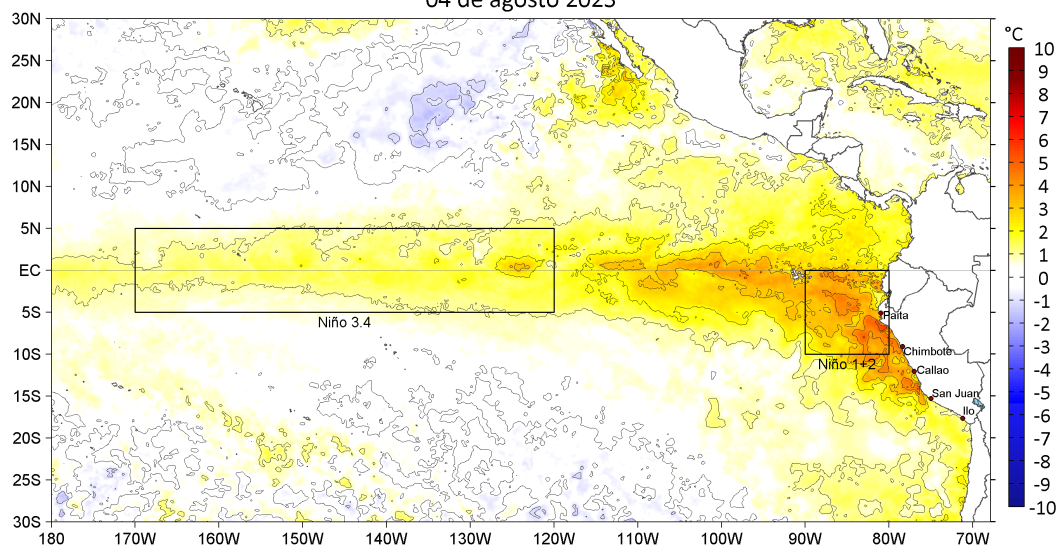 04 de agosto 2023
°C
30N
25N
20N
15N
10N
5N
EC
5S
10S
15S
20S
25S
30S
180
170W
160W
150W
140W
130W
120W
110W
100W
90W
80W
70W
Niño 3.4
Niño 1+2
Paita
Chimbote
Callao
San Juan
Ilo
10
9
8
7
6
5
4
3
2
1
0
-1
-2
-3
-4
-5
-6
-7
-8
-9
-10